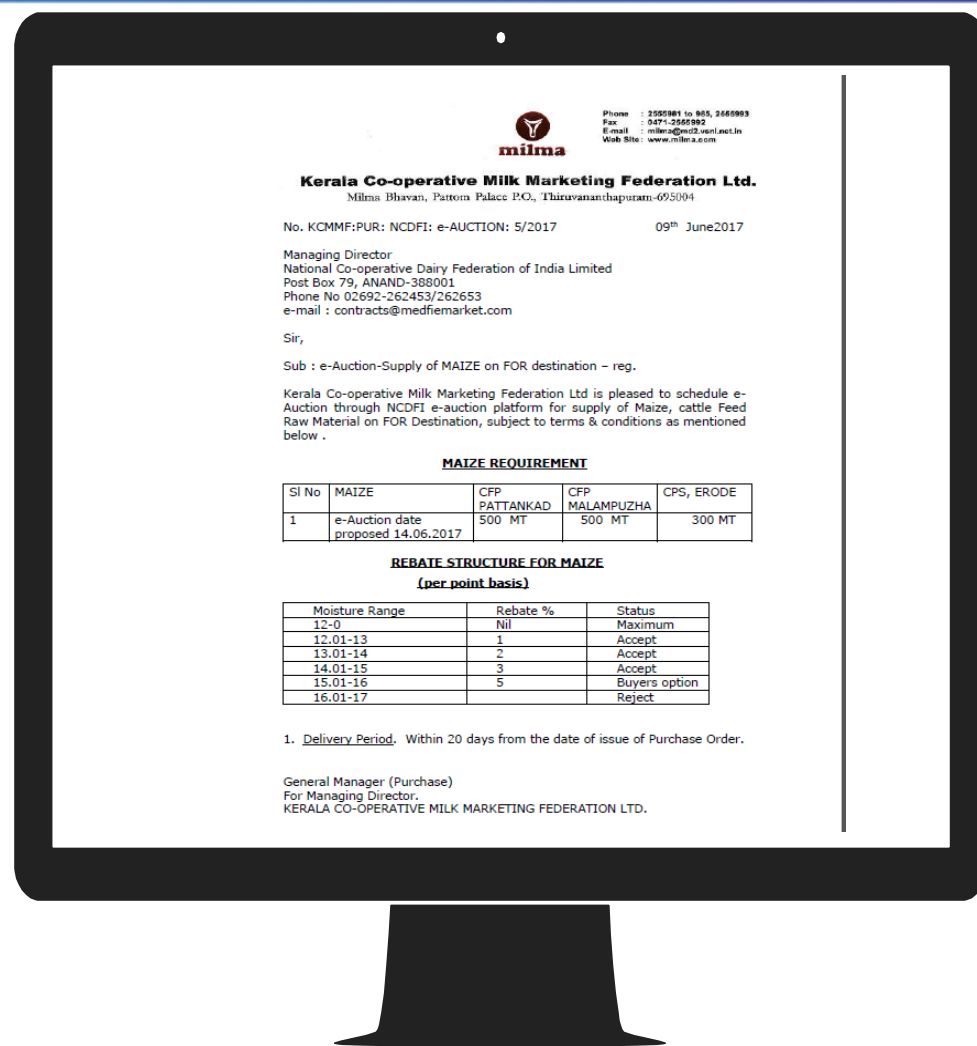 Phone : 2555981 to 985, 2555993
Fax : 0471-2555992
E-mail : milma@md2.vsnl.net.in
Web Site : www.milma.com
milma
Kerala Co-operative Milk Marketing Federation Ltd.
Milma Bhavan, Pattom Palace P.O., Thiruvananthapuram-695004
No. KCMMF:PUR: NCDFI: e-AUCTION: 5/2017 09th June2017
Managing Director
National Co-operative Dairy Federation of India Limited
Post Box 79, ANAND-388001
Phone No 02692-262453/262653
e-mail : contracts@medfiemarket.com
Sir,
Sub : e-Auction-Supply of MAIZE on FOR destination – reg.
Kerala Co-operative Milk Marketing Federation Ltd is pleased to schedule e-
Auction through NCDFI e-auction platform for supply of Maize, cattle Feed
Raw Material on FOR Destination, subject to terms & conditions as mentioned
below .
MAIZE REQUIREMENT
Sl No MAIZE CFP PATTANKAD CFP MALAMPUZHA CPS, ERODE
1 e-Auction date proposed 14.06.2017 500 MT 500 MT 300 MT
REBATE STRUCTURE FOR MAIZE
(per point basis)
Moisture Range Rebate % Status
12-0 Nil Maximum
12.01-13 1 Accept
13.01-14 2 Accept
14.01-15 3 Accept
15.01-16 5 Buyers option
16.01-17 Reject
1. Delivery Period. Within 20 days from the date of issue of Purchase Order.
General Manager (Purchase)
For Managing Director.
KERALA CO-OPERATIVE MILK MARKETING FEDERATION LTD.